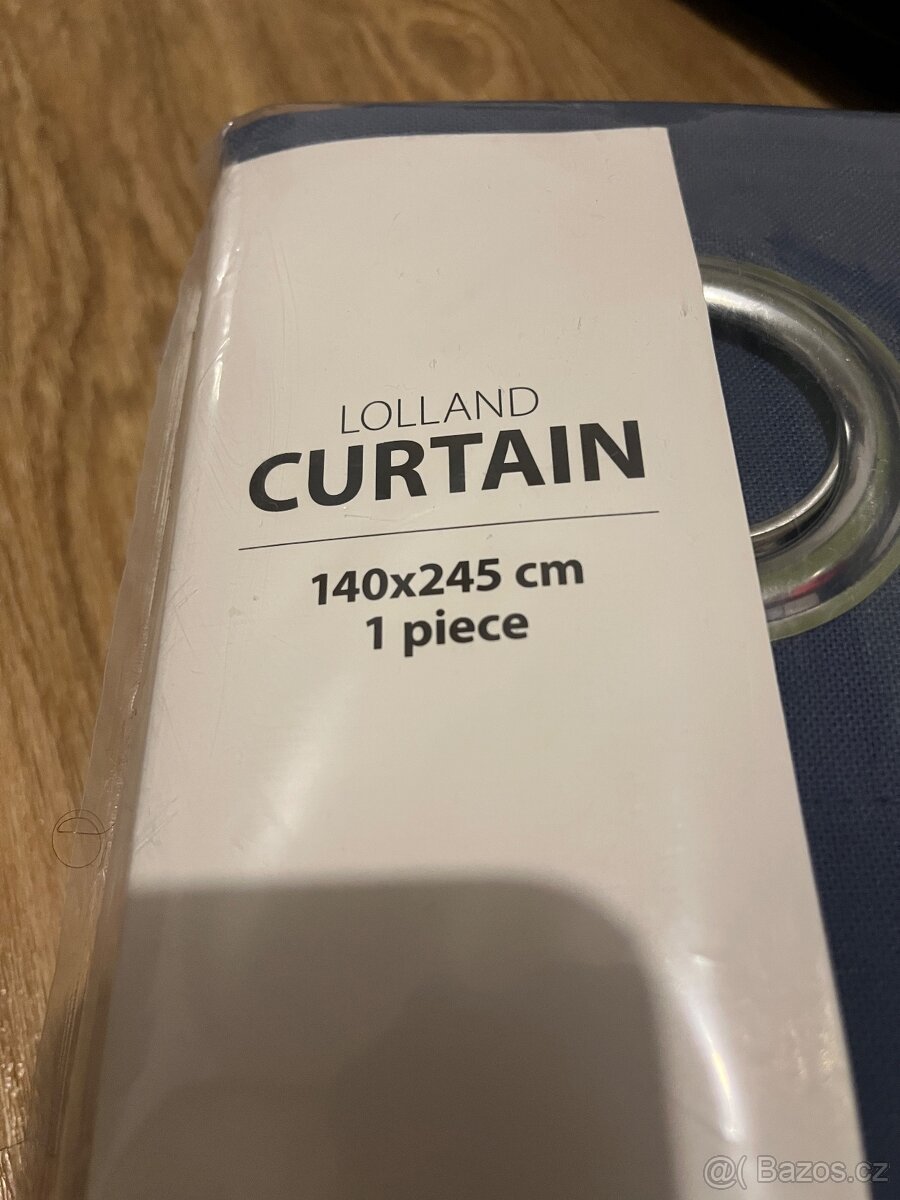 LOLLAND
CURTAIN
140x245 cm
1 piece
@( Bazos.cz